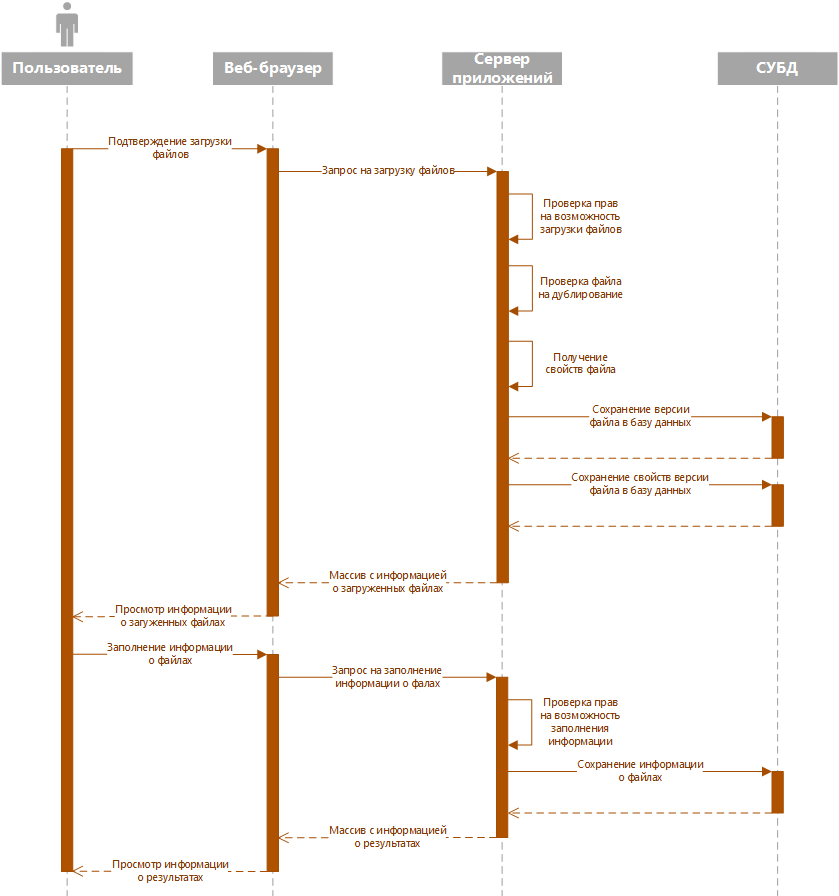 Пользователь
Веб-браузер
Сервер
приложений
СУБД
Подтверждение загрузки
файлов
Запрос на загрузку файлов
Проверка прав
на возможность
загрузки файлов
Проверка файла
на дублирование
Получение
свойств файла
Сохранение версии
файла в базу данных
Сохранение свойств версии
файла в базу данных
Массив с информацией
о загруженных файлах
Просмотр информации
о загуженных файлах
Заполнение информации
о файлах
Запрос на заполнение
информации о фалах
Проверка прав
на возможность
заполнения
информации
Сохранение информации
о файлах
Массив с информацией
о результатах
Просмотр информации
о результатах